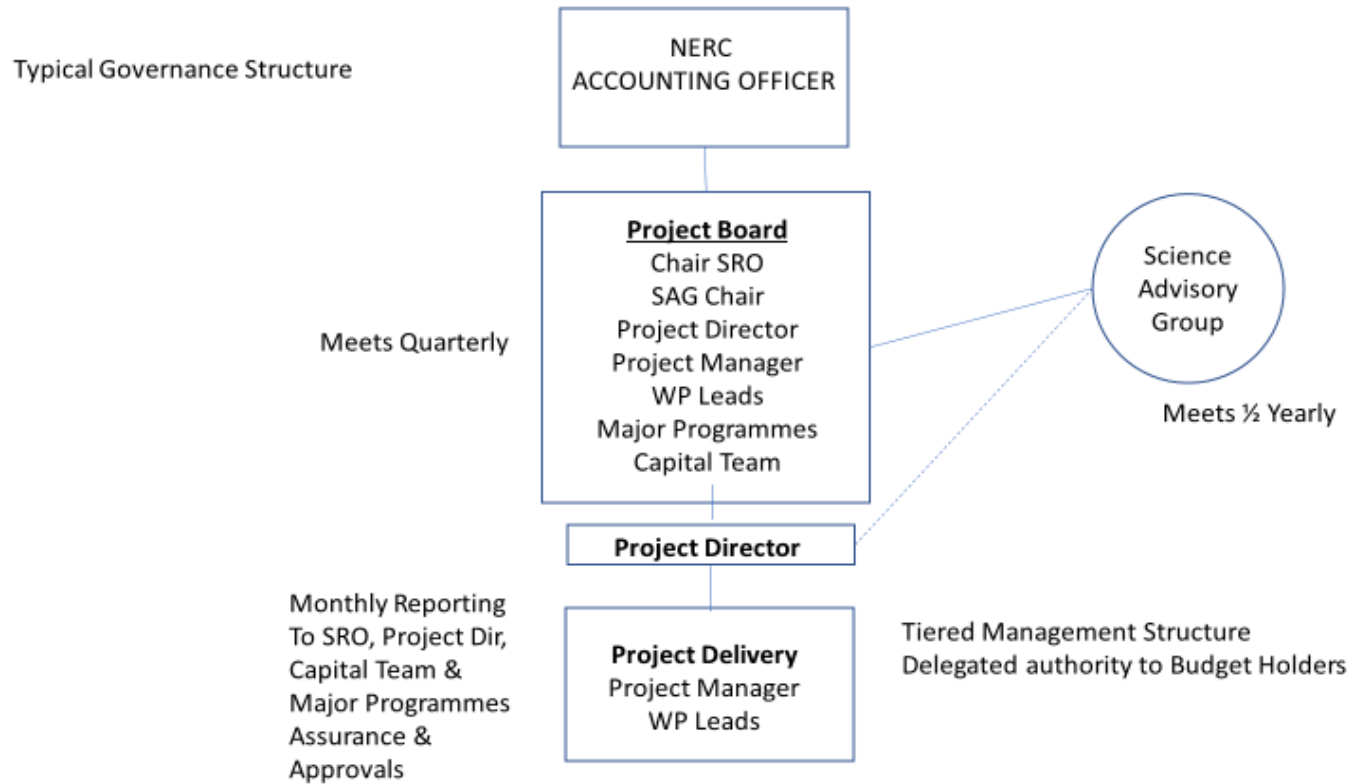 Typical Governance Structure
NERC
ACCOUNTING OFFICER
Project Board
Chair SRO
SAG Chair
Project Director
Project Manager
WP Leads
Major Programmes
Capital Team
Meets Quarterly
Science
Advisory
Group
Meets ½ Yearly
Project Director
Monthly Reporting
To SRO, Project Dir,
Capital Team &
Major Programmes
Assurance &
Approvals
Project Delivery
Project Manager
WP Leads
Tiered Management Structure
Delegated authority to Budget Holders